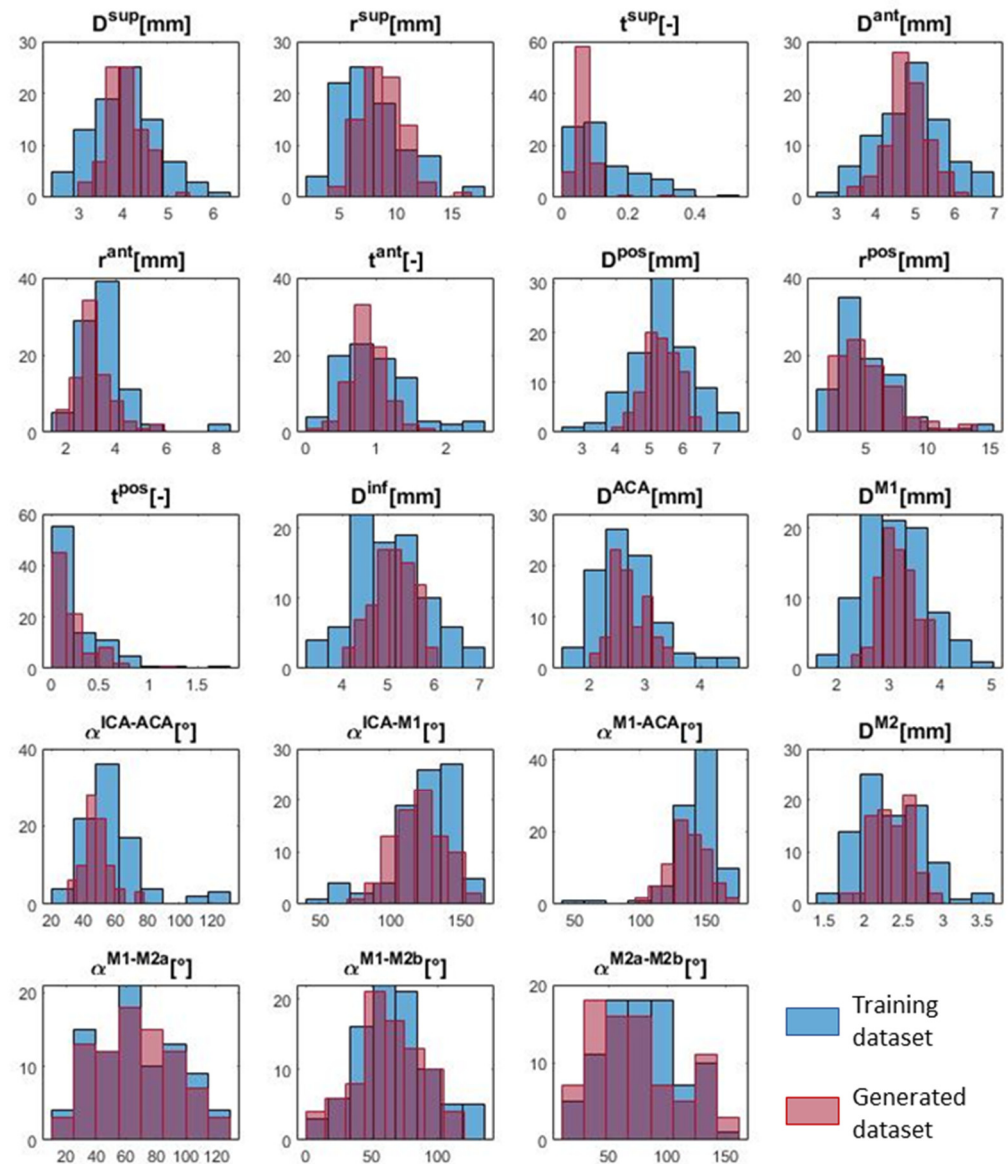 D^sup[mm] r^sup[mm] t^sup[-] D^ant[mm]
30 30 60 30
20 20 40 20
10 10 20 10
0 0 0 0
3 4 5 6 5 10 15 0 0.2 0.4 3 4 5 6 7
r^ant[mm] t^ant[-] D^pos[mm] r^pos[mm]
40 40 30 40
20 20 20 20
10
0 0 0 0
2 4 6 8 0 1 2 3 4 5 6 7 5 10 15
t^pos[-] D^inf[mm] D^ACA[mm] D^M1[mm]
60 20 30 20
40 20
20 10 10 10
0 0 0 0
0 0.5 1 1.5 4 5 6 7 2 3 4 2 3 4 5
α^ICA-ACA[°] α^ICA-M1[°] α^M1-ACA[°] D^M2[mm]
40 30 40 30
20 20 20 20
10 10
0 0 0 0
20 40 60 80 100 120 50 100 150 50 100 150 1.5 2 2.5 3 3.5
α^M1-M2a[°] α^M1-M2b[°] α^M2a-M2b[°]
20 20 20
10 10 10
0 0 0
20 40 60 80 100 120 0 50 100 50 100 150
Training
dataset
Generated
dataset